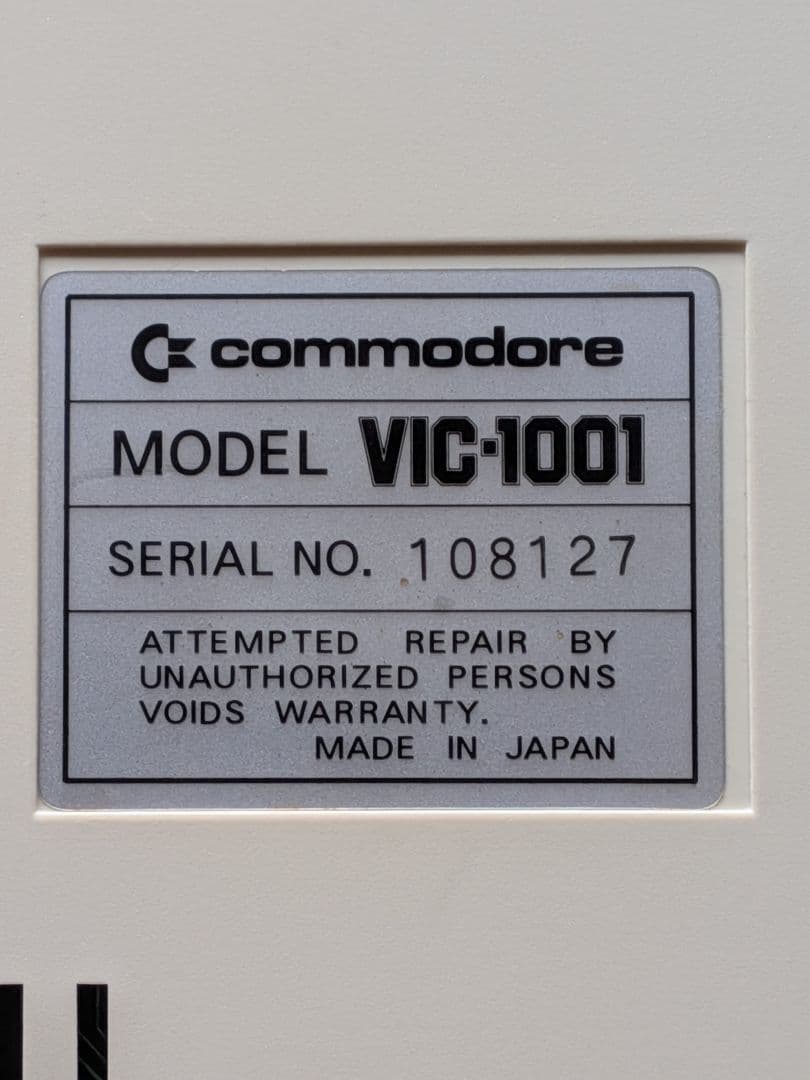 commodore
MODEL VIC-1001
SERIAL NO. 108127
ATTEMPTED REPAIR BY
UNAUTHORIZED PERSONS
VOIDS WARRANTY.
MADE IN JAPAN